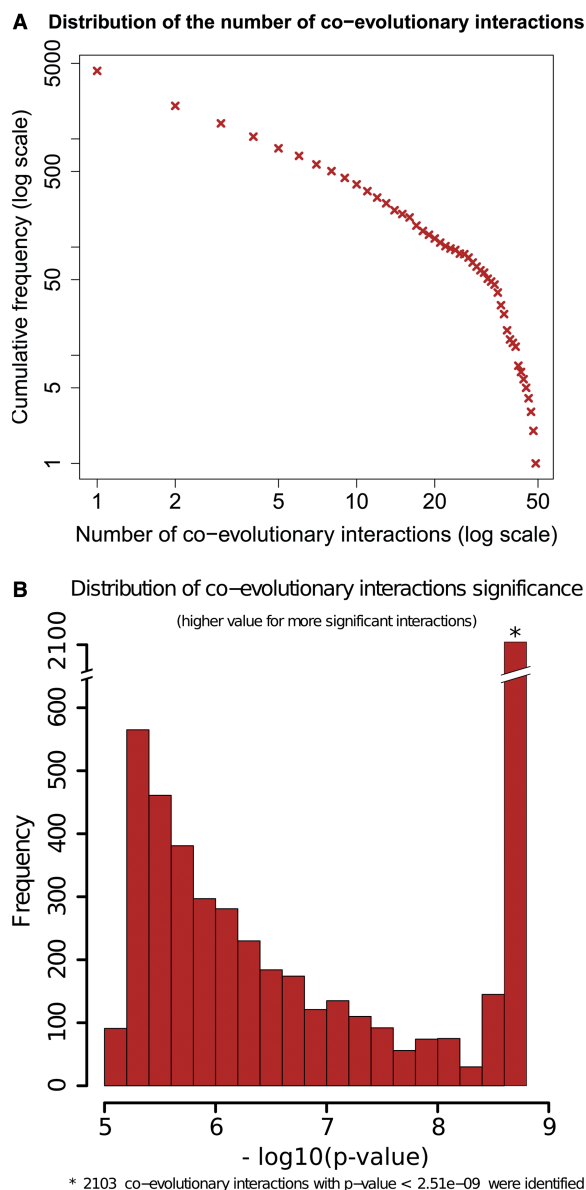 A Distribution of the number of co−evolutionary interactions
Cumulative frequency (log scale)
5000
500
50
5
1
1 2 5 10 20 50
Number of co−evolutionary interactions (log scale)
B Distribution of co−evolutionary interactions significance
(higher value for more significant interactions)
*
Frequency
2100
600
500
400
300
200
100
0
5 6 7 8 9
- log10(p-value)
* 2103 co-evolutionary interactions with p-value < 2.51e-09 were identified